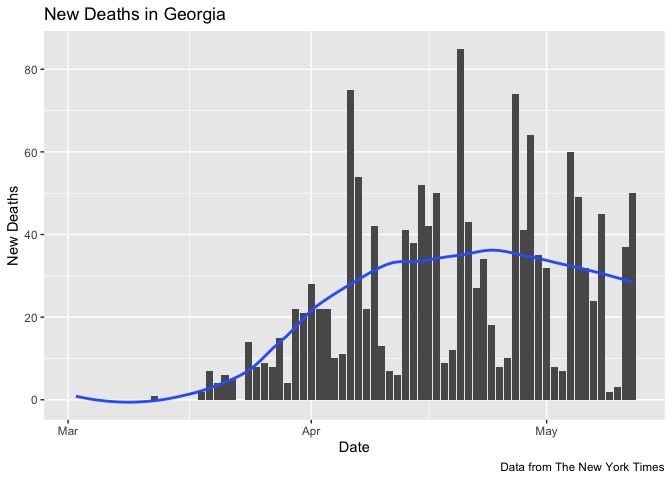 New Deaths in Georgia
80
60
40
20
0
New Deaths
Mar
Apr
May
Date
Data from The New York Times